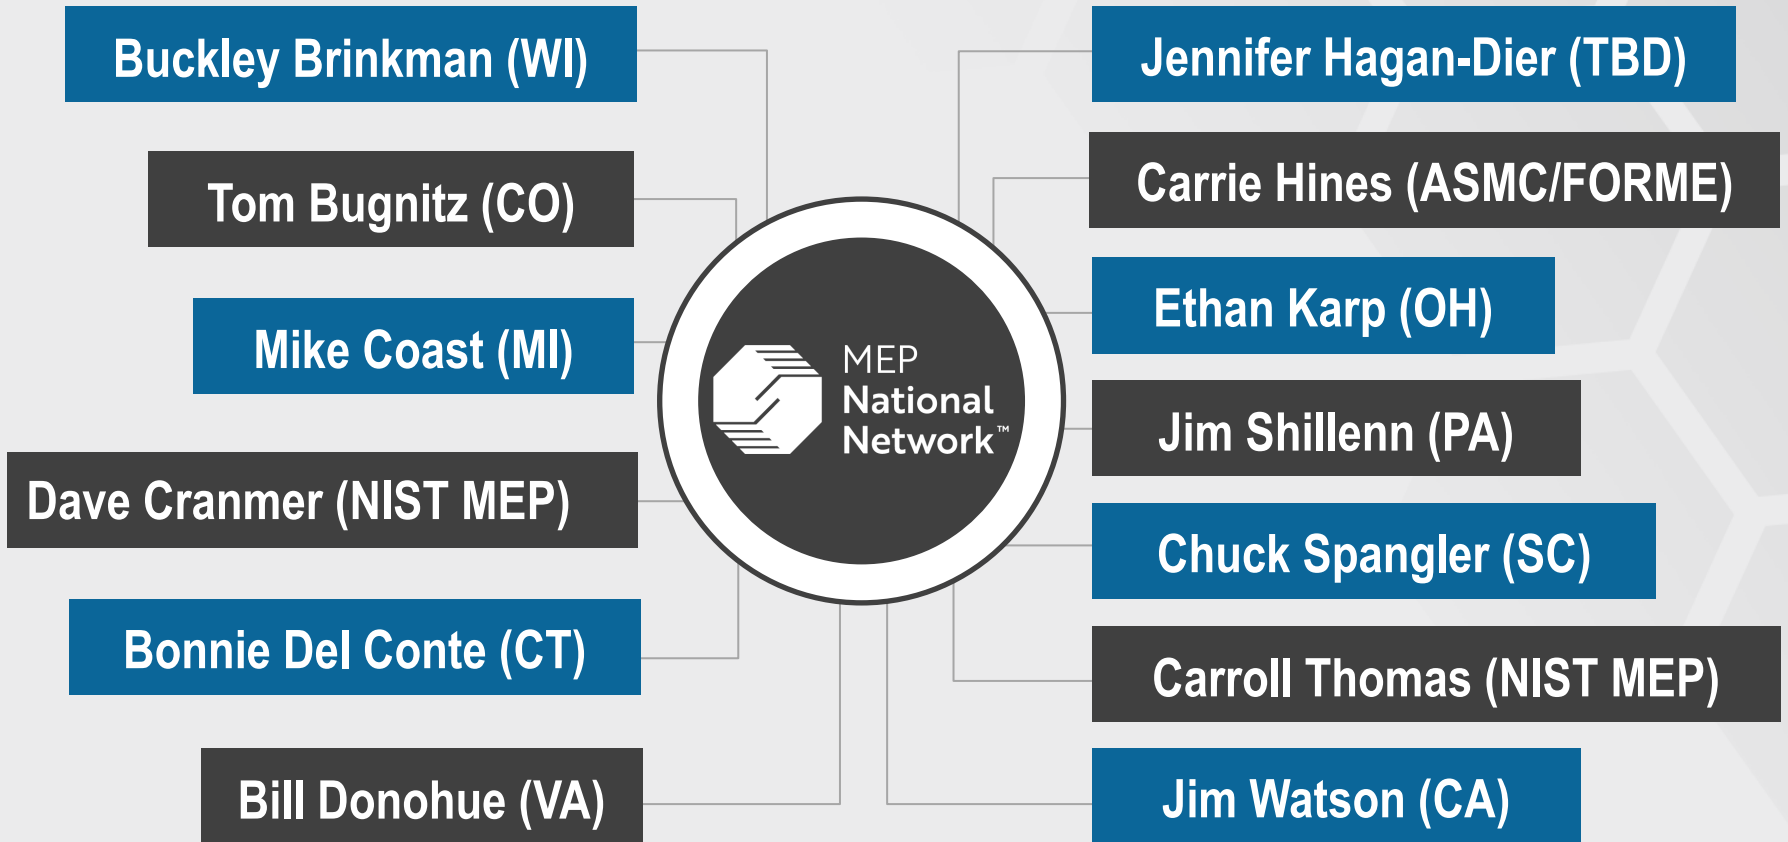 Buckley Brinkman (WI)
Tom Bugnitz (CO)
Mike Coast (MI)
Dave Cranmer (NIST MEP)
Bonnie Del Conte (CT)
Bill Donohue (VA)
MEP
National
Network™
Jennifer Hagan-Dier (TBD)
Carrie Hines (ASMC/FORME)
Ethan Karp (OH)
Jim Shillenn (PA)
Chuck Spangler (SC)
Carroll Thomas (NIST MEP)
Jim Watson (CA)